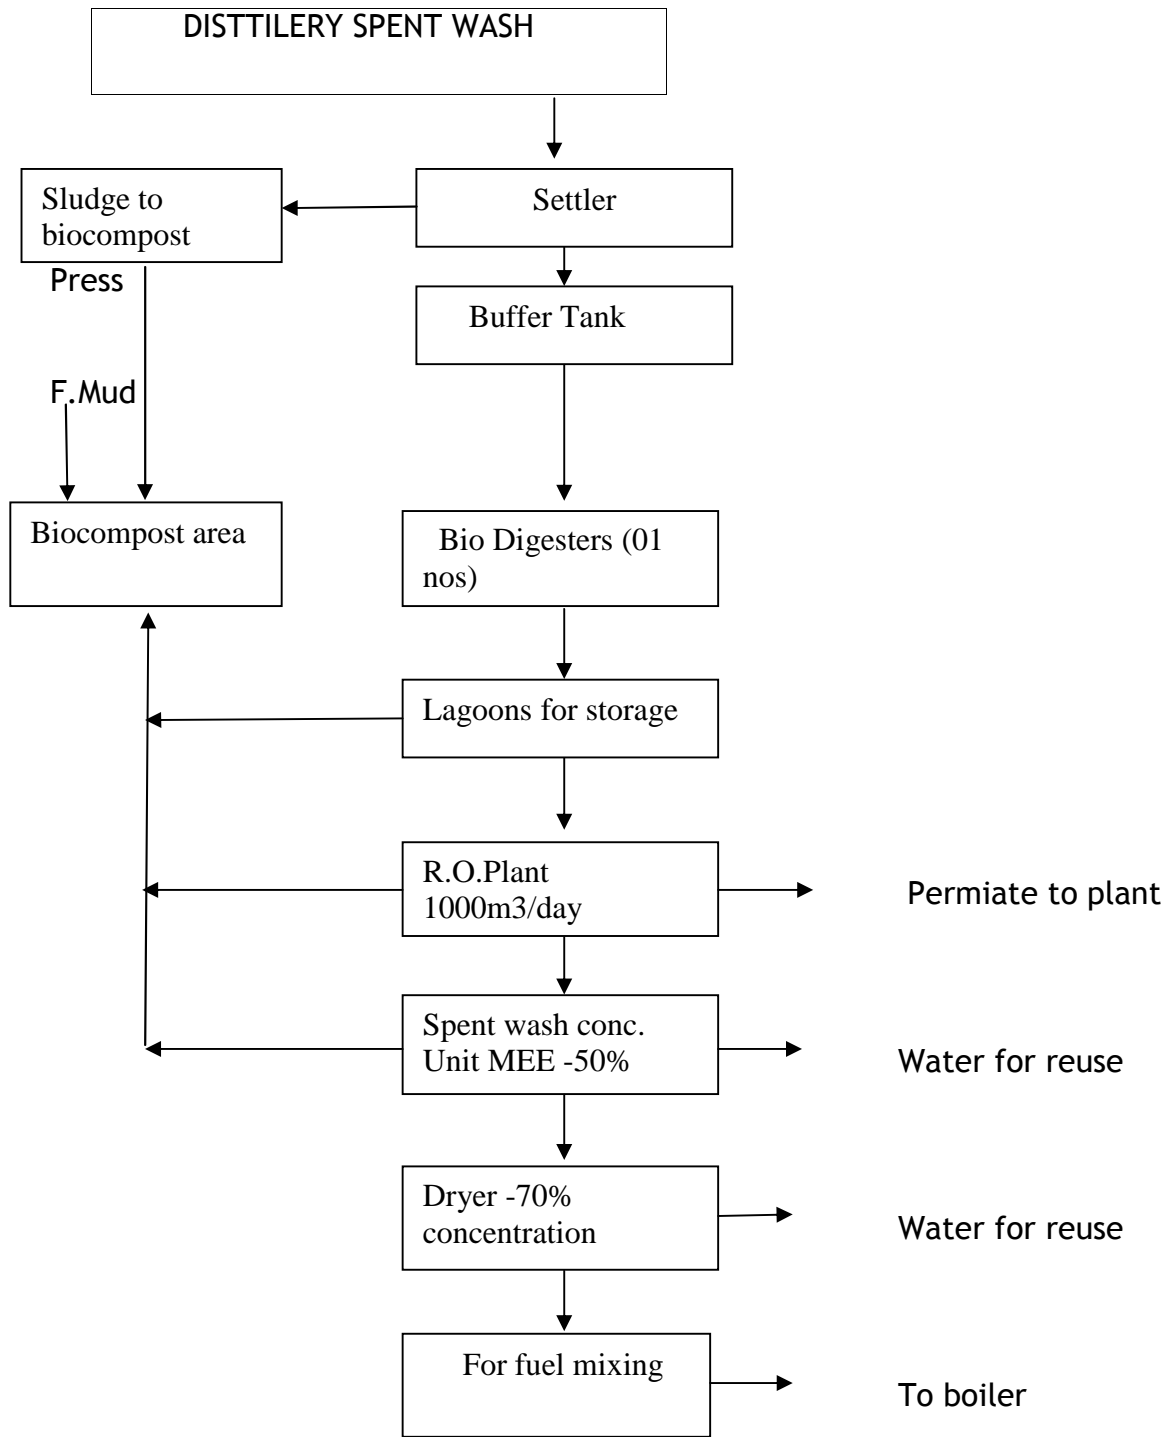 DISTTILERY SPENT WASH
Sludge to
biocompost
Settler
Press
Buffer Tank
F.Mud
Biocompost area
Bio Digesters (01
nos)
Lagoons for storage
R.O.Plant
1000m3/day
Permiate to plant
Spent wash conc.
Unit MEE -50%
Water for reuse
Dryer -70%
concentration
Water for reuse
For fuel mixing
To boiler